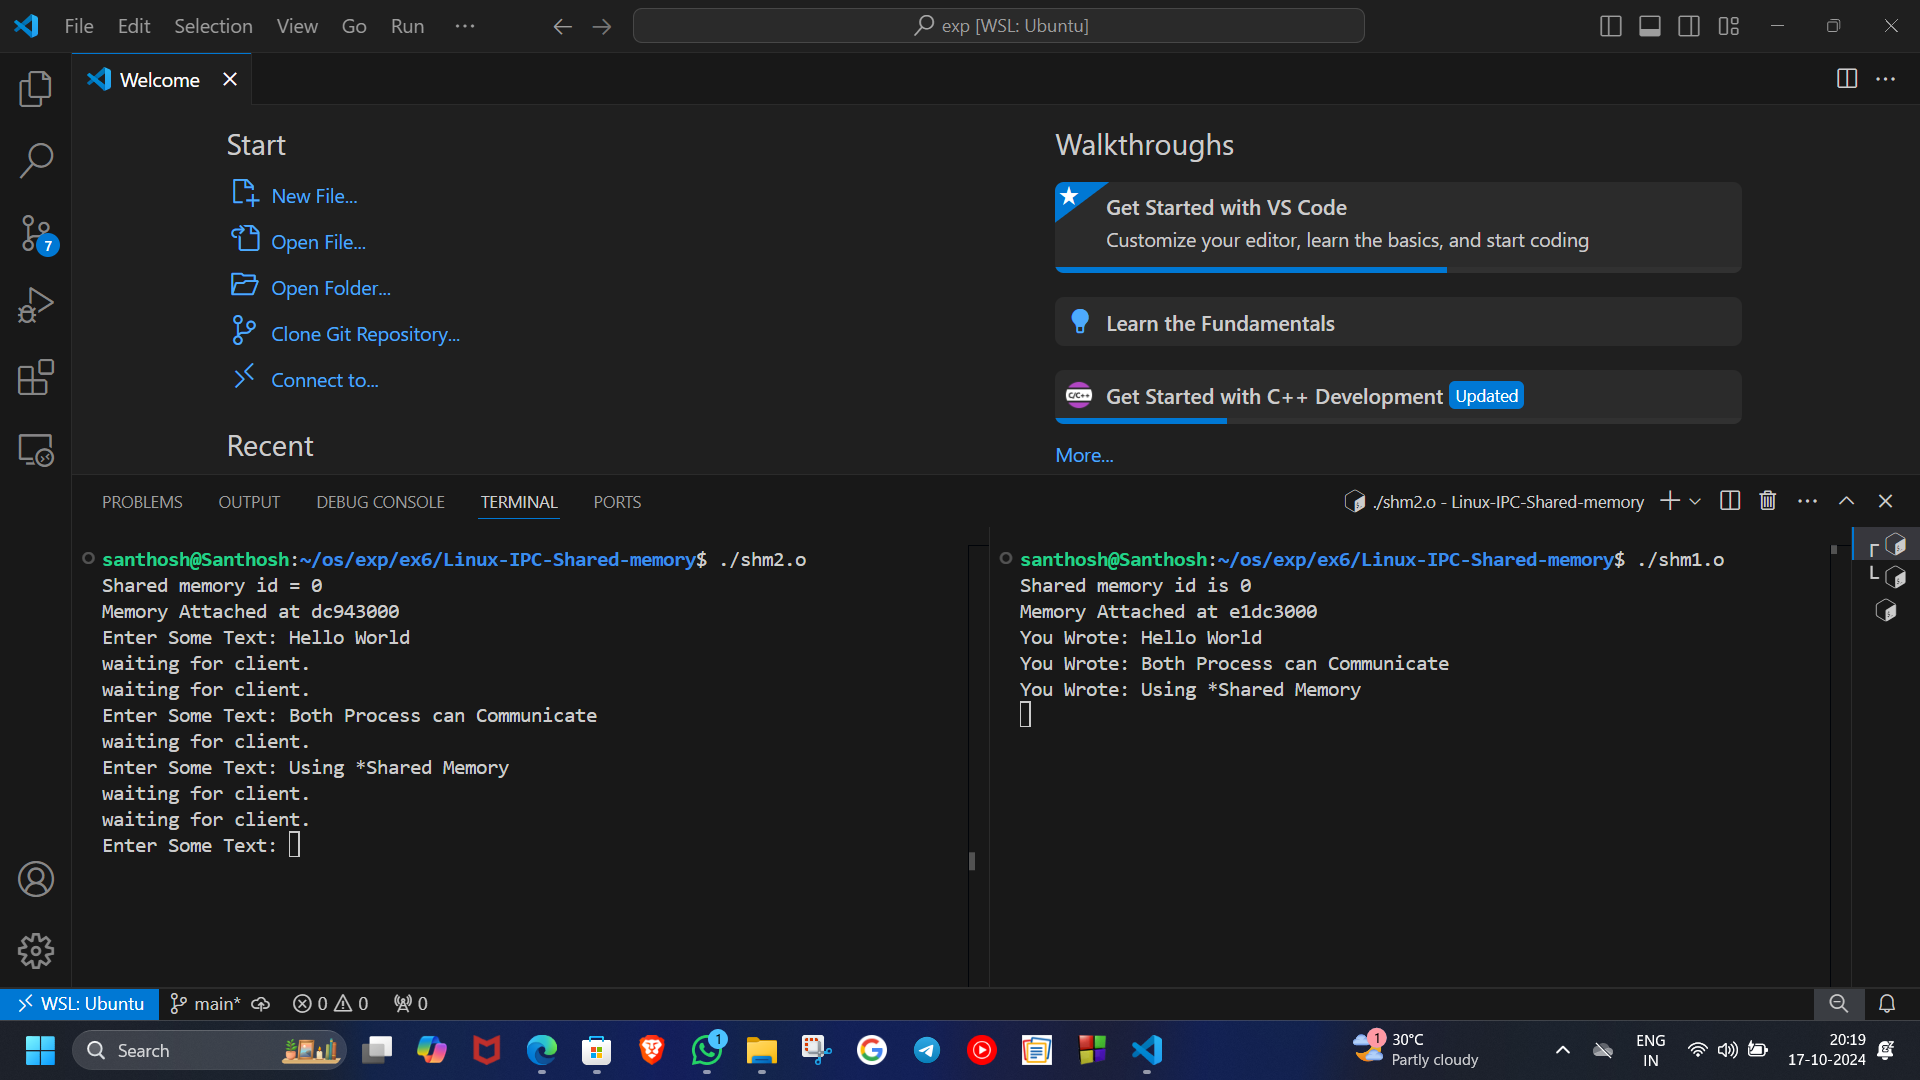 File Edit Selection View Go Run ··· exp [WSL: Ubuntu]
Welcome
Start
New File...
Open File...
Open Folder...
Clone Git Repository...
Connect to...
Recent
Walkthroughs
Get Started with VS Code
Customize your editor, learn the basics, and start coding
Learn the Fundamentals
C/C++ Get Started with C++ Development Updated
More...
7
PROBLEMS OUTPUT DEBUG CONSOLE TERMINAL PORTS ./shm2.o - Linux-IPC-Shared-memory
santhosh@Santhosh:~/os/exp/ex6/Linux-IPC-Shared-memory$ ./shm2.o
Shared memory id = 0
Memory Attached at dc943000
Enter Some Text: Hello World
waiting for client.
waiting for client.
Enter Some Text: Both Process can Communicate
waiting for client.
Enter Some Text: Using *Shared Memory
waiting for client.
waiting for client.
Enter Some Text:
santhosh@Santhosh:~/os/exp/ex6/Linux-IPC-Shared-memory$ ./shm1.o
Shared memory id is 0
Memory Attached at e1dc3000
You Wrote: Hello World
You Wrote: Both Process can Communicate
You Wrote: Using *Shared Memory
WSL: Ubuntu main* 0 0 0
Search 1 1 30°C ENG 20:19
Partly cloudy IN 17-10-2024